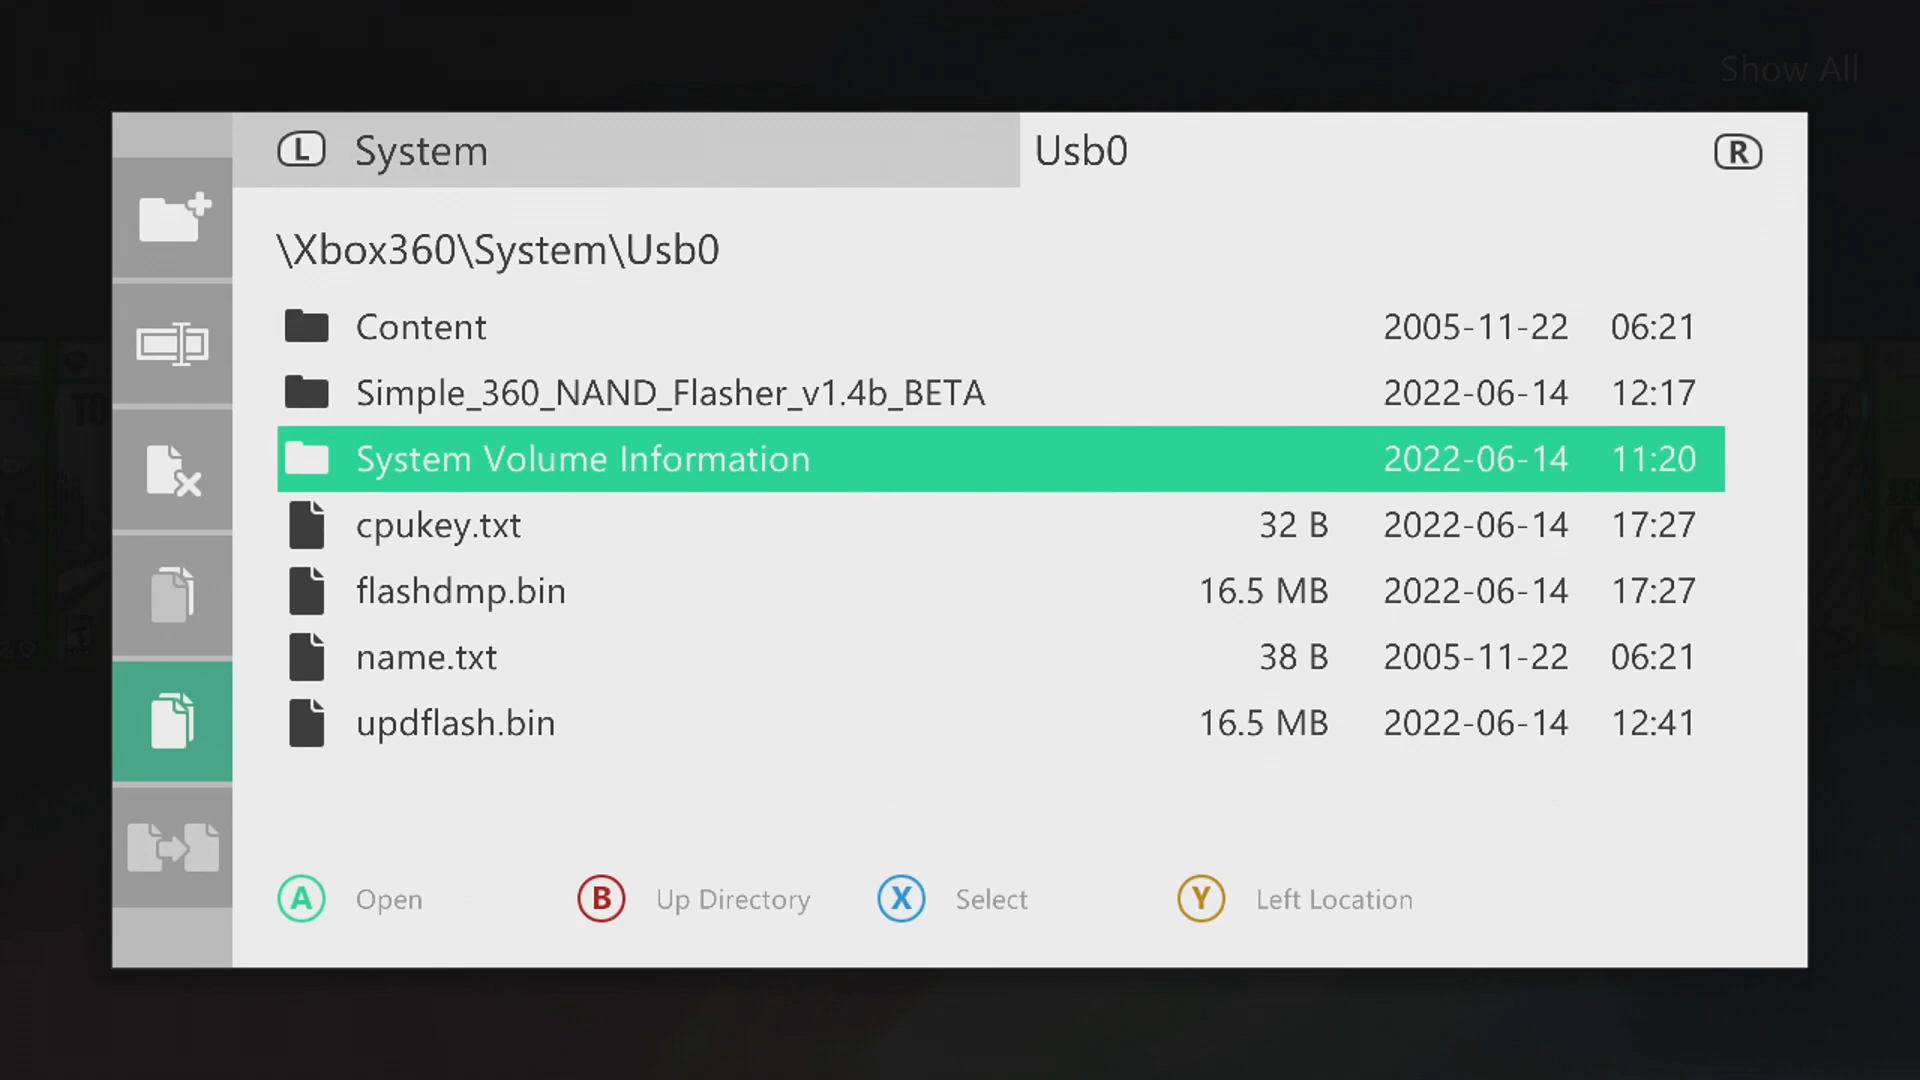 Show All
L System Usb0 R
\Xbox360\System\Usb0
Content 2005-11-22 06:21
Simple_360_NAND_Flasher_v1.4b_BETA 2022-06-14 12:17
System Volume Information 2022-06-14 11:20
cpukey.txt 32 B 2022-06-14 17:27
flashdmp.bin 16.5 MB 2022-06-14 17:27
name.txt 38 B 2005-11-22 06:21
updflash.bin 16.5 MB 2022-06-14 12:41
A Open B Up Directory X Select Y Left Location